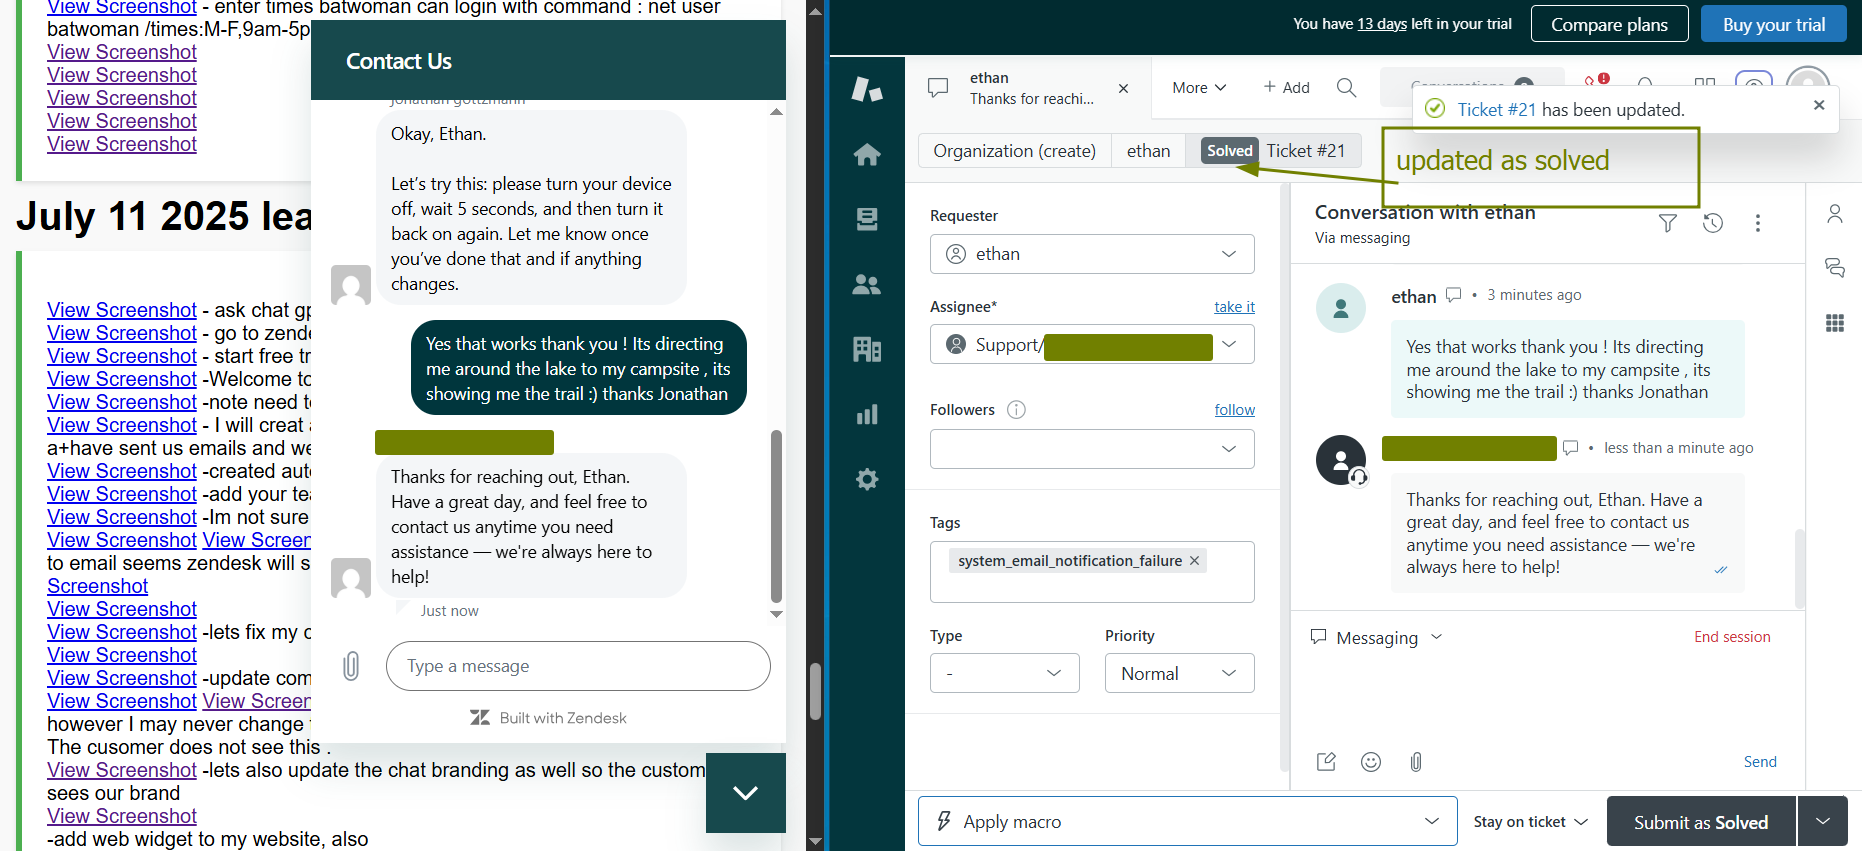 View Screenshot - enter times batwoman can login with command : net user
batwoman /times:M-F,9am-5p
View Screenshot
View Screenshot
View Screenshot
View Screenshot
View Screenshot
July 11 2025 lea
View Screenshot - ask chat gp
View Screenshot - go to zende
View Screenshot - start free tr
View Screenshot -Welcome to
View Screenshot -note need t
View Screenshot - I will creat
a+have sent us emails and we
View Screenshot -created aut
View Screenshot -add your tea
View Screenshot -Im not sure
View Screenshot View Screen
to email seems zendesk will s
Screenshot
View Screenshot
View Screenshot -lets fix my c
View Screenshot
View Screenshot -update com
View Screenshot View Screen
however I may never change
The cusomer does not see this .
View Screenshot -lets also update the chat branding as well so the custom
sees our brand
View Screenshot
-add web widget to my website, also
Contact Us
Jonathan gottzmann
Okay, Ethan.
Let's try this: please turn your device
off, wait 5 seconds, and then turn it
back on again. Let me know once
you've done that and if anything
changes.
Yes that works thank you ! Its directing
me around the lake to my campsite , its
showing me the trail :) thanks Jonathan
Thanks for reaching out, Ethan.
Have a great day, and feel free to
contact us anytime you need
assistance — we're always here to
help!
Just now
Type a message
Built with Zendesk
You have 13 days left in your trial
Compare plans
Buy your trial
ethan
Thanks for reachi...
More
+ Add
Conversations
Ticket #21 has been updated.
Organization (create)
ethan
Solved Ticket #21
updated as solved
Requester
ethan
Assignee*
take it
Support/
Followers
follow
Tags
system_email_notification_failure
Type
Priority
-
Normal
Conversation with ethan
Via messaging
ethan • 3 minutes ago
Yes that works thank you ! Its directing
me around the lake to my campsite , its
showing me the trail :) thanks Jonathan
• less than a minute ago
Thanks for reaching out, Ethan. Have a
great day, and feel free to contact us
anytime you need assistance — we're
always here to help!
Messaging
End session
Send
Apply macro
Stay on ticket
Submit as Solved